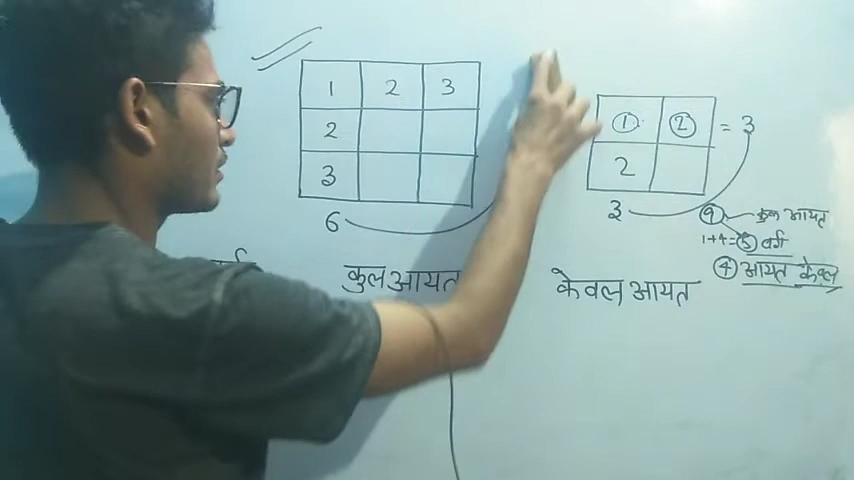 1 2 3
2
3
6
① ② = 3
2
3
9 कुल आयत
1+4=5 वर्ग
4 आयत केवल
कुल आयत
केवल आयत